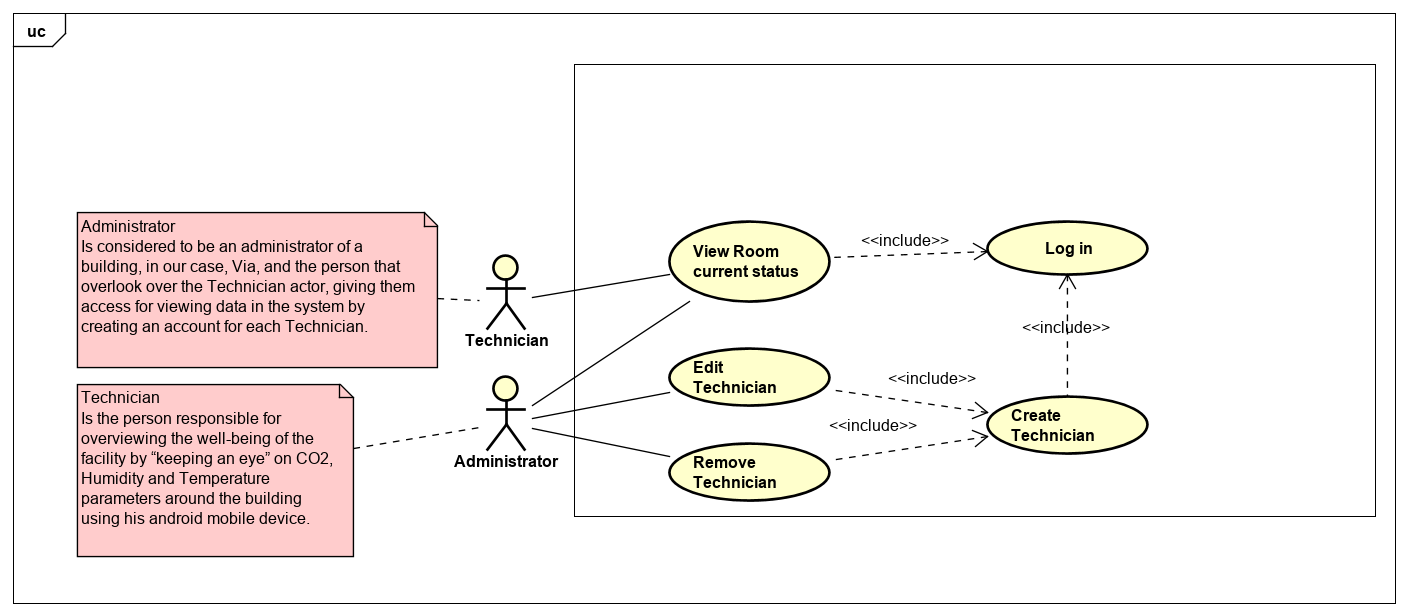 uc
Administrator
Is considered to be an administrator of a
building, in our case, Via, and the person that
overlook over the Technician actor, giving them
access for viewing data in the system by
creating an account for each Technician.
Technician
Is the person responsible for
overviewing the well-being of the
facility by “keeping an eye” on CO2,
Humidity and Temperature
parameters around the building
using his android mobile device.
Technician
Administrator
View Room
current status
<<include>>
Log in
<<include>>
Edit
Technician
<<include>>
Create
Technician
<<include>>
Remove
Technician